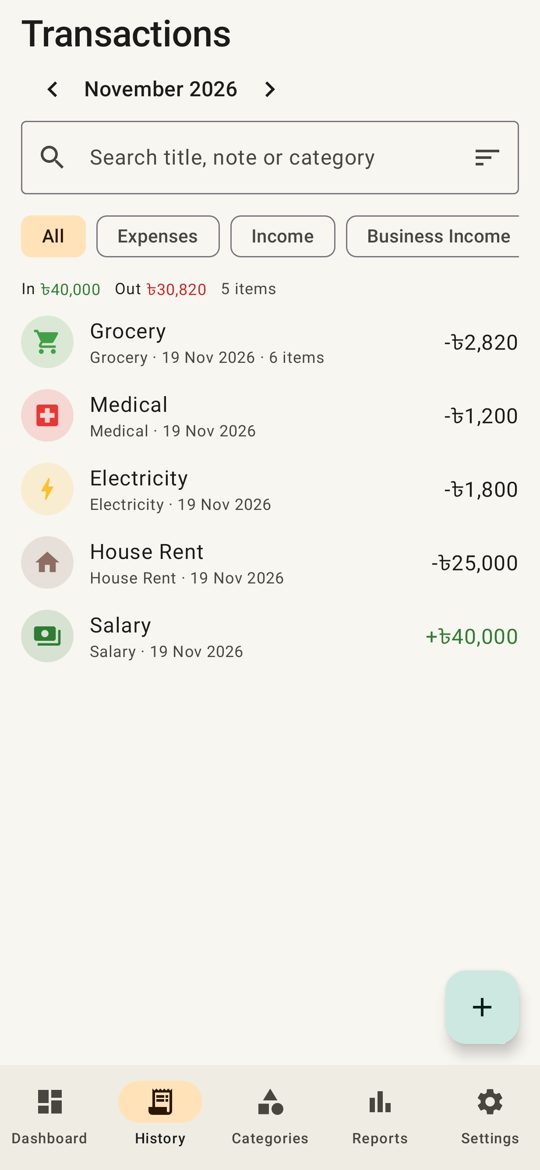 Transactions
November 2026
Search title, note or category
All Expenses Income Business Income
In ৳40,000 Out ৳30,820 5 items
Grocery
Grocery · 19 Nov 2026 · 6 items
-৳2,820
Medical
Medical · 19 Nov 2026
-৳1,200
Electricity
Electricity · 19 Nov 2026
-৳1,800
House Rent
House Rent · 19 Nov 2026
-৳25,000
Salary
Salary · 19 Nov 2026
+৳40,000
Dashboard History Categories Reports Settings